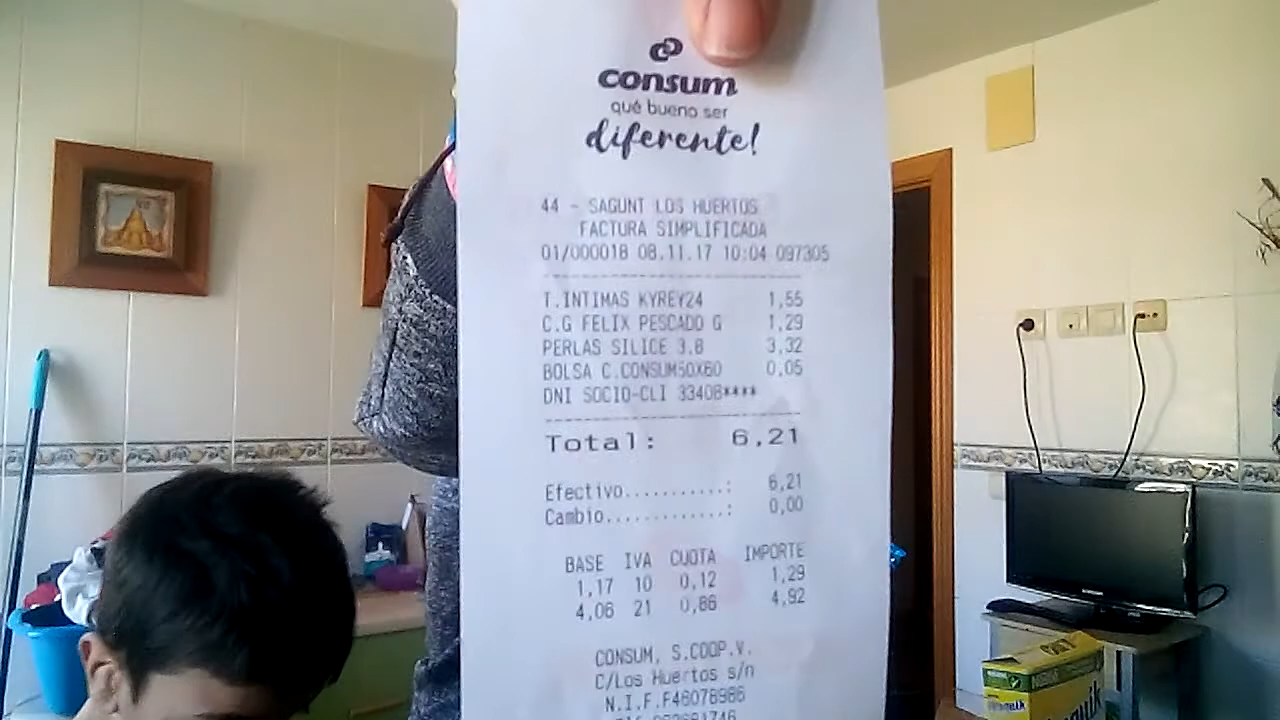 consum
qué bueno ser
diferente!
44 - SAGUNT LOS HUERTOS
FACTURA SIMPLIFICADA
01/000018 08.11.17 10:04 097305
T.INTIMAS KYREY24 1,55
C.G FELIX PESCADO G 1,29
PERLAS SILICE 3.8 3,32
BOLSA C.CONSUM50X60 0,05
DNI SOCIO-CLI 33408****
Total: 6,21
Efectivo...........: 6,21
Cambio.............: 0,00
BASE IVA CUOTA IMPORTE
1,17 10 0,12 1,29
4,06 21 0,86 4,92
CONSUM, S.COOP.V.
C/Los Huertos s/n
N.I.F.F46078986